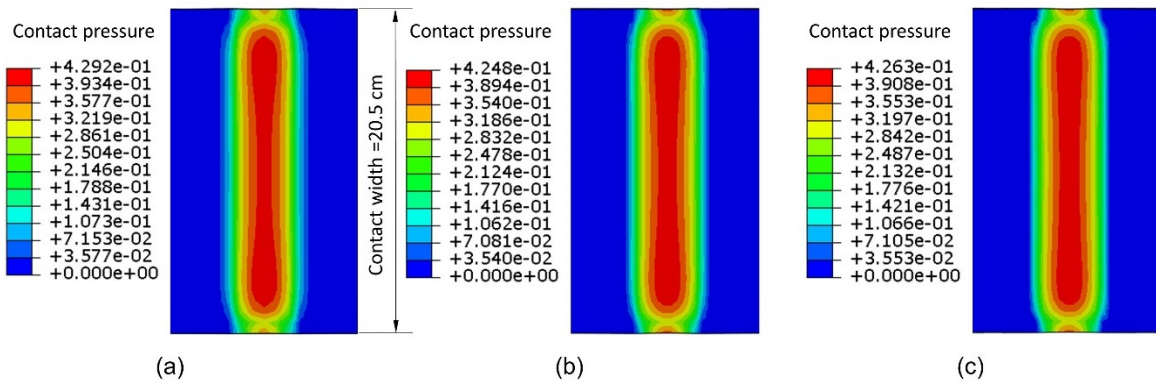 Contact pressure
+4.292e-01
+3.934e-01
+3.577e-01
+3.219e-01
+2.861e-01
+2.504e-01
+2.146e-01
+1.788e-01
+1.431e-01
+1.073e-01
+7.153e-02
+3.577e-02
+0.000e+00
(a)
Contact width =20.5 cm
Contact pressure
+4.248e-01
+3.894e-01
+3.540e-01
+3.186e-01
+2.832e-01
+2.478e-01
+2.124e-01
+1.770e-01
+1.416e-01
+1.062e-01
+7.081e-02
+3.540e-02
+0.000e+00
(b)
Contact pressure
+4.263e-01
+3.908e-01
+3.553e-01
+3.197e-01
+2.842e-01
+2.487e-01
+2.132e-01
+1.776e-01
+1.421e-01
+1.066e-01
+7.105e-02
+3.553e-02
+0.000e+00
(c)